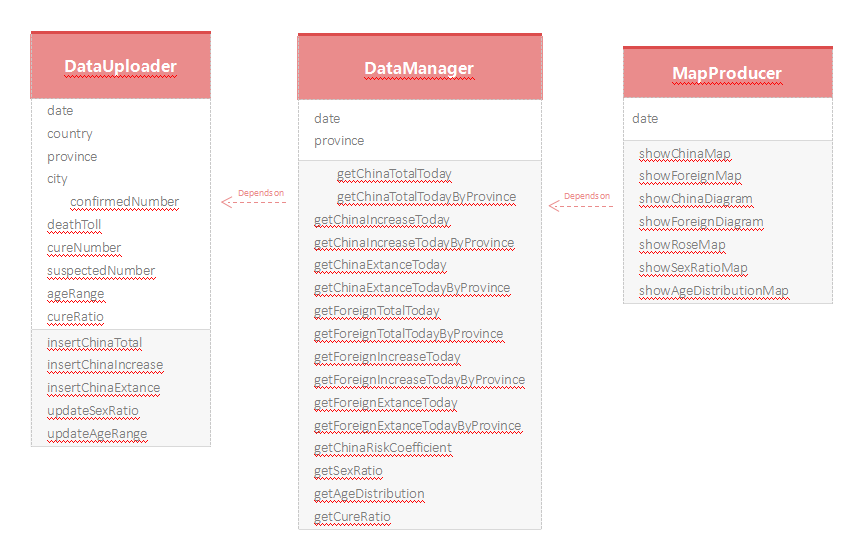 DataUploader
date
country
province
city
confirmedNumber
deathToll
cureNumber
suspectedNumber
ageRange
cureRatio
insertChinaTotal
insertChinaIncrease
insertChinaExtance
updateSexRatio
updateAgeRange
Depends on
DataManager
date
province
getChinaTotalToday
getChinaTotalTodayByProvince
getChinaIncreaseToday
getChinaIncreaseTodayByProvince
getChinaExtanceToday
getChinaExtanceTodayByProvince
getForeignTotalToday
getForeignTotalTodayByProvince
getForeignIncreaseToday
getForeignIncreaseTodayByProvince
getForeignExtanceToday
getForeignExtanceTodayByProvince
getChinaRiskCoefficient
getSexRatio
getAgeDistribution
getCureRatio
Depends on
MapProducer
date
showChinaMap
showForeignMap
showChinaDiagram
showForeignDiagram
showRoseMap
showSexRatioMap
showAgeDistributionMap